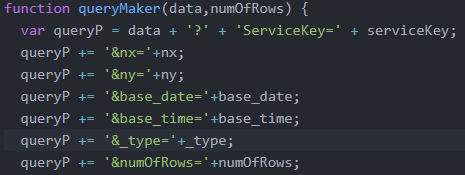 function queryMaker(data,numOfRows) {
var queryP = data + '?' + 'ServiceKey=' + serviceKey;
queryP += '&nx='+nx;
queryP += '&ny='+ny;
queryP += '&base_date='+base_date;
queryP += '&base_time='+base_time;
queryP += '&_type='+_type;
queryP += '&numOfRows='+numOfRows;